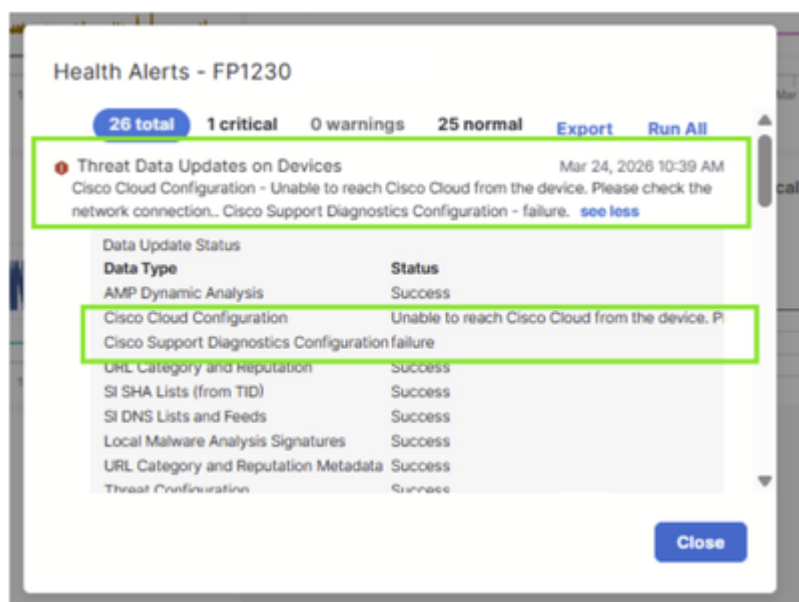 Health Alerts - FP1230
26 total 1 critical 0 warnings 25 normal Export Run All
Threat Data Updates on Devices Mar 24, 2026 10:39 AM
Cisco Cloud Configuration - Unable to reach Cisco Cloud from the device. Please check the
network connection.. Cisco Support Diagnostics Configuration - failure. see less
Data Update Status
Data Type Status
AMP Dynamic Analysis Success
Cisco Cloud Configuration Unable to reach Cisco Cloud from the device. Pl
Cisco Support Diagnostics Configuration failure
URL Category and Reputation Success
SI SHA Lists (from TID) Success
SI DNS Lists and Feeds Success
Local Malware Analysis Signatures Success
URL Category and Reputation Metadata Success
Threat Configuration Success
Close
Mar
cal